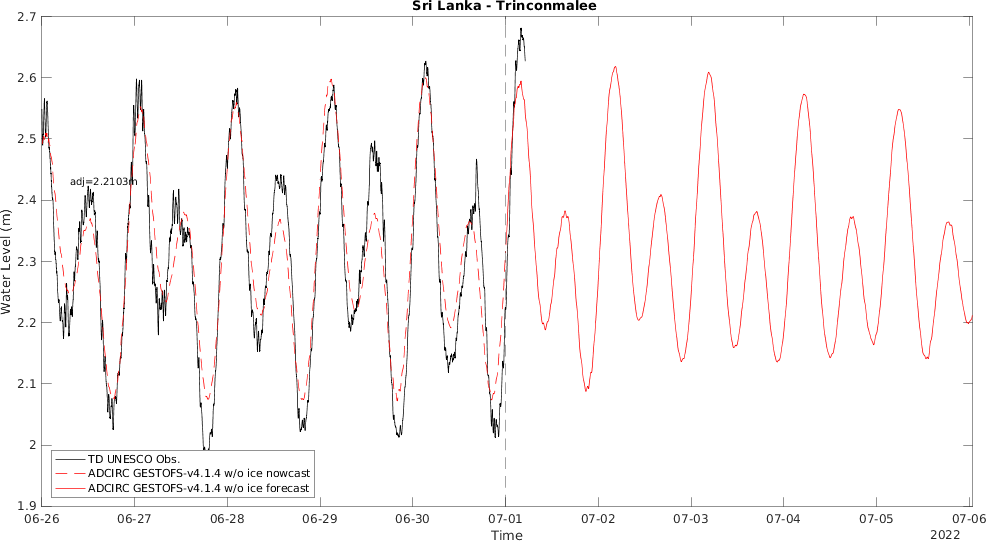 Sri Lanka - Trinconmalee
2.7
2.6
2.5
2.4
2.3
2.2
2.1
2
1.9
Water Level (m)
adj=2.2103m
TD UNESCO Obs.
ADCIRC GESTOFS-v4.1.4 w/o ice nowcast
ADCIRC GESTOFS-v4.1.4 w/o ice forecast
06-26 06-27 06-28 06-29 06-30 07-01 07-02 07-03 07-04 07-05 07-06
Time
2022